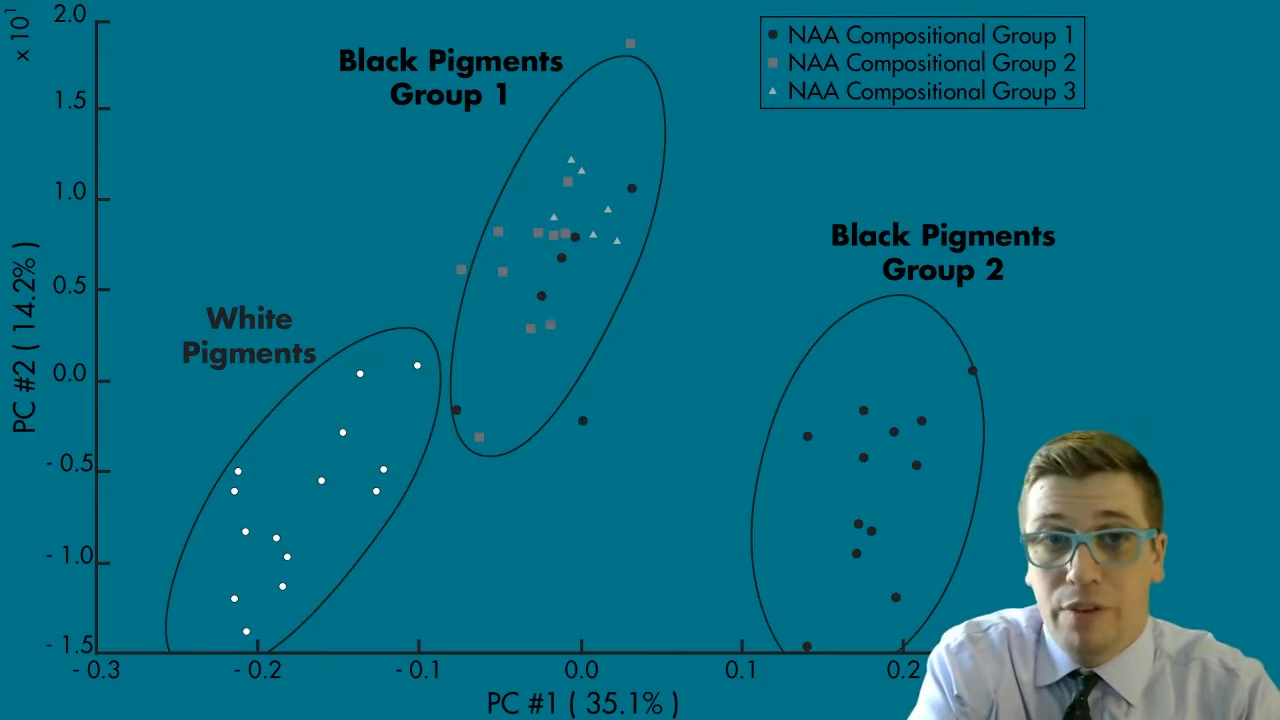 x 10¹
2.0
1.5
1.0
0.5
0.0
- 0.5
- 1.0
- 1.5
PC #2 ( 14.2% )
Black Pigments
Group 1
NAA Compositional Group 1
NAA Compositional Group 2
NAA Compositional Group 3
Black Pigments
Group 2
White
Pigments
- 0.3
- 0.2
- 0.1
0.0
0.1
0.2
PC #1 ( 35.1% )